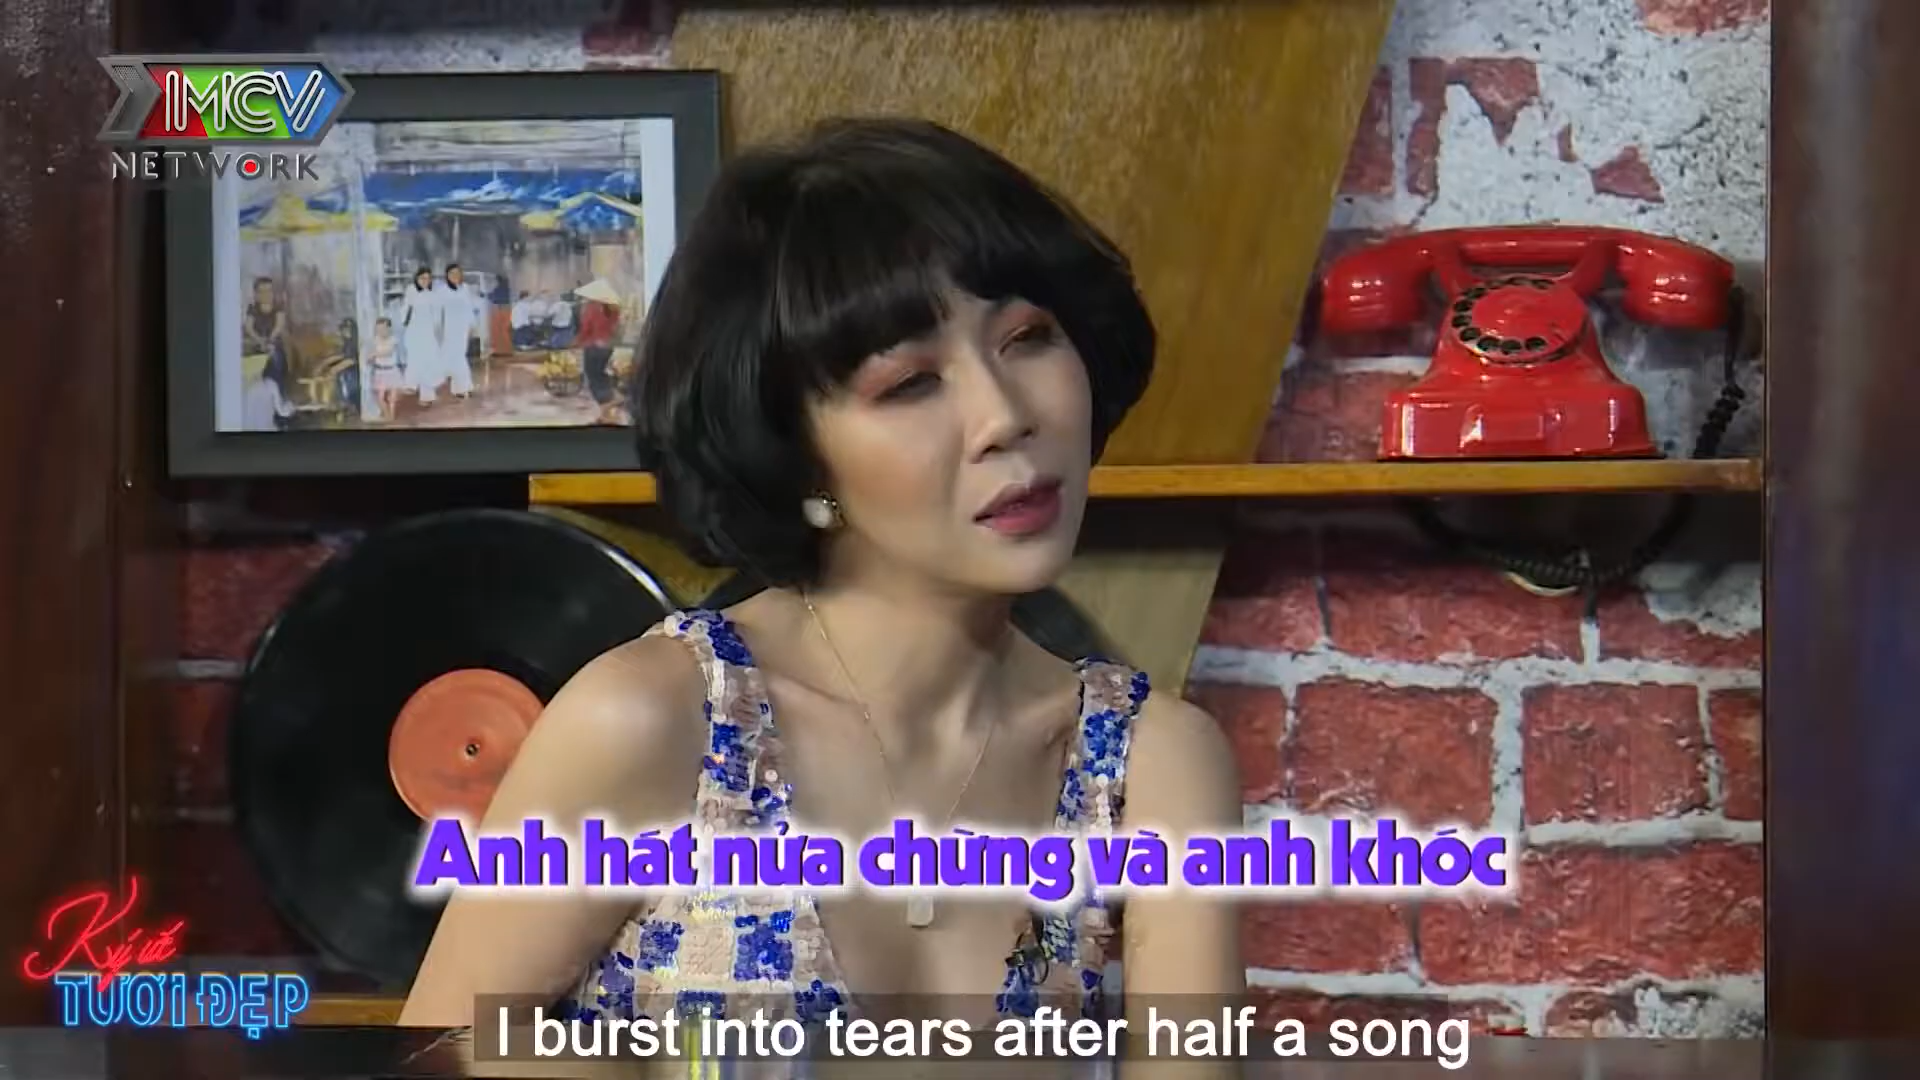 MCV
NETWORK
Anh hát nửa chừng và anh khóc
Ký ức
TƯƠI ĐẸP
I burst into tears after half a song